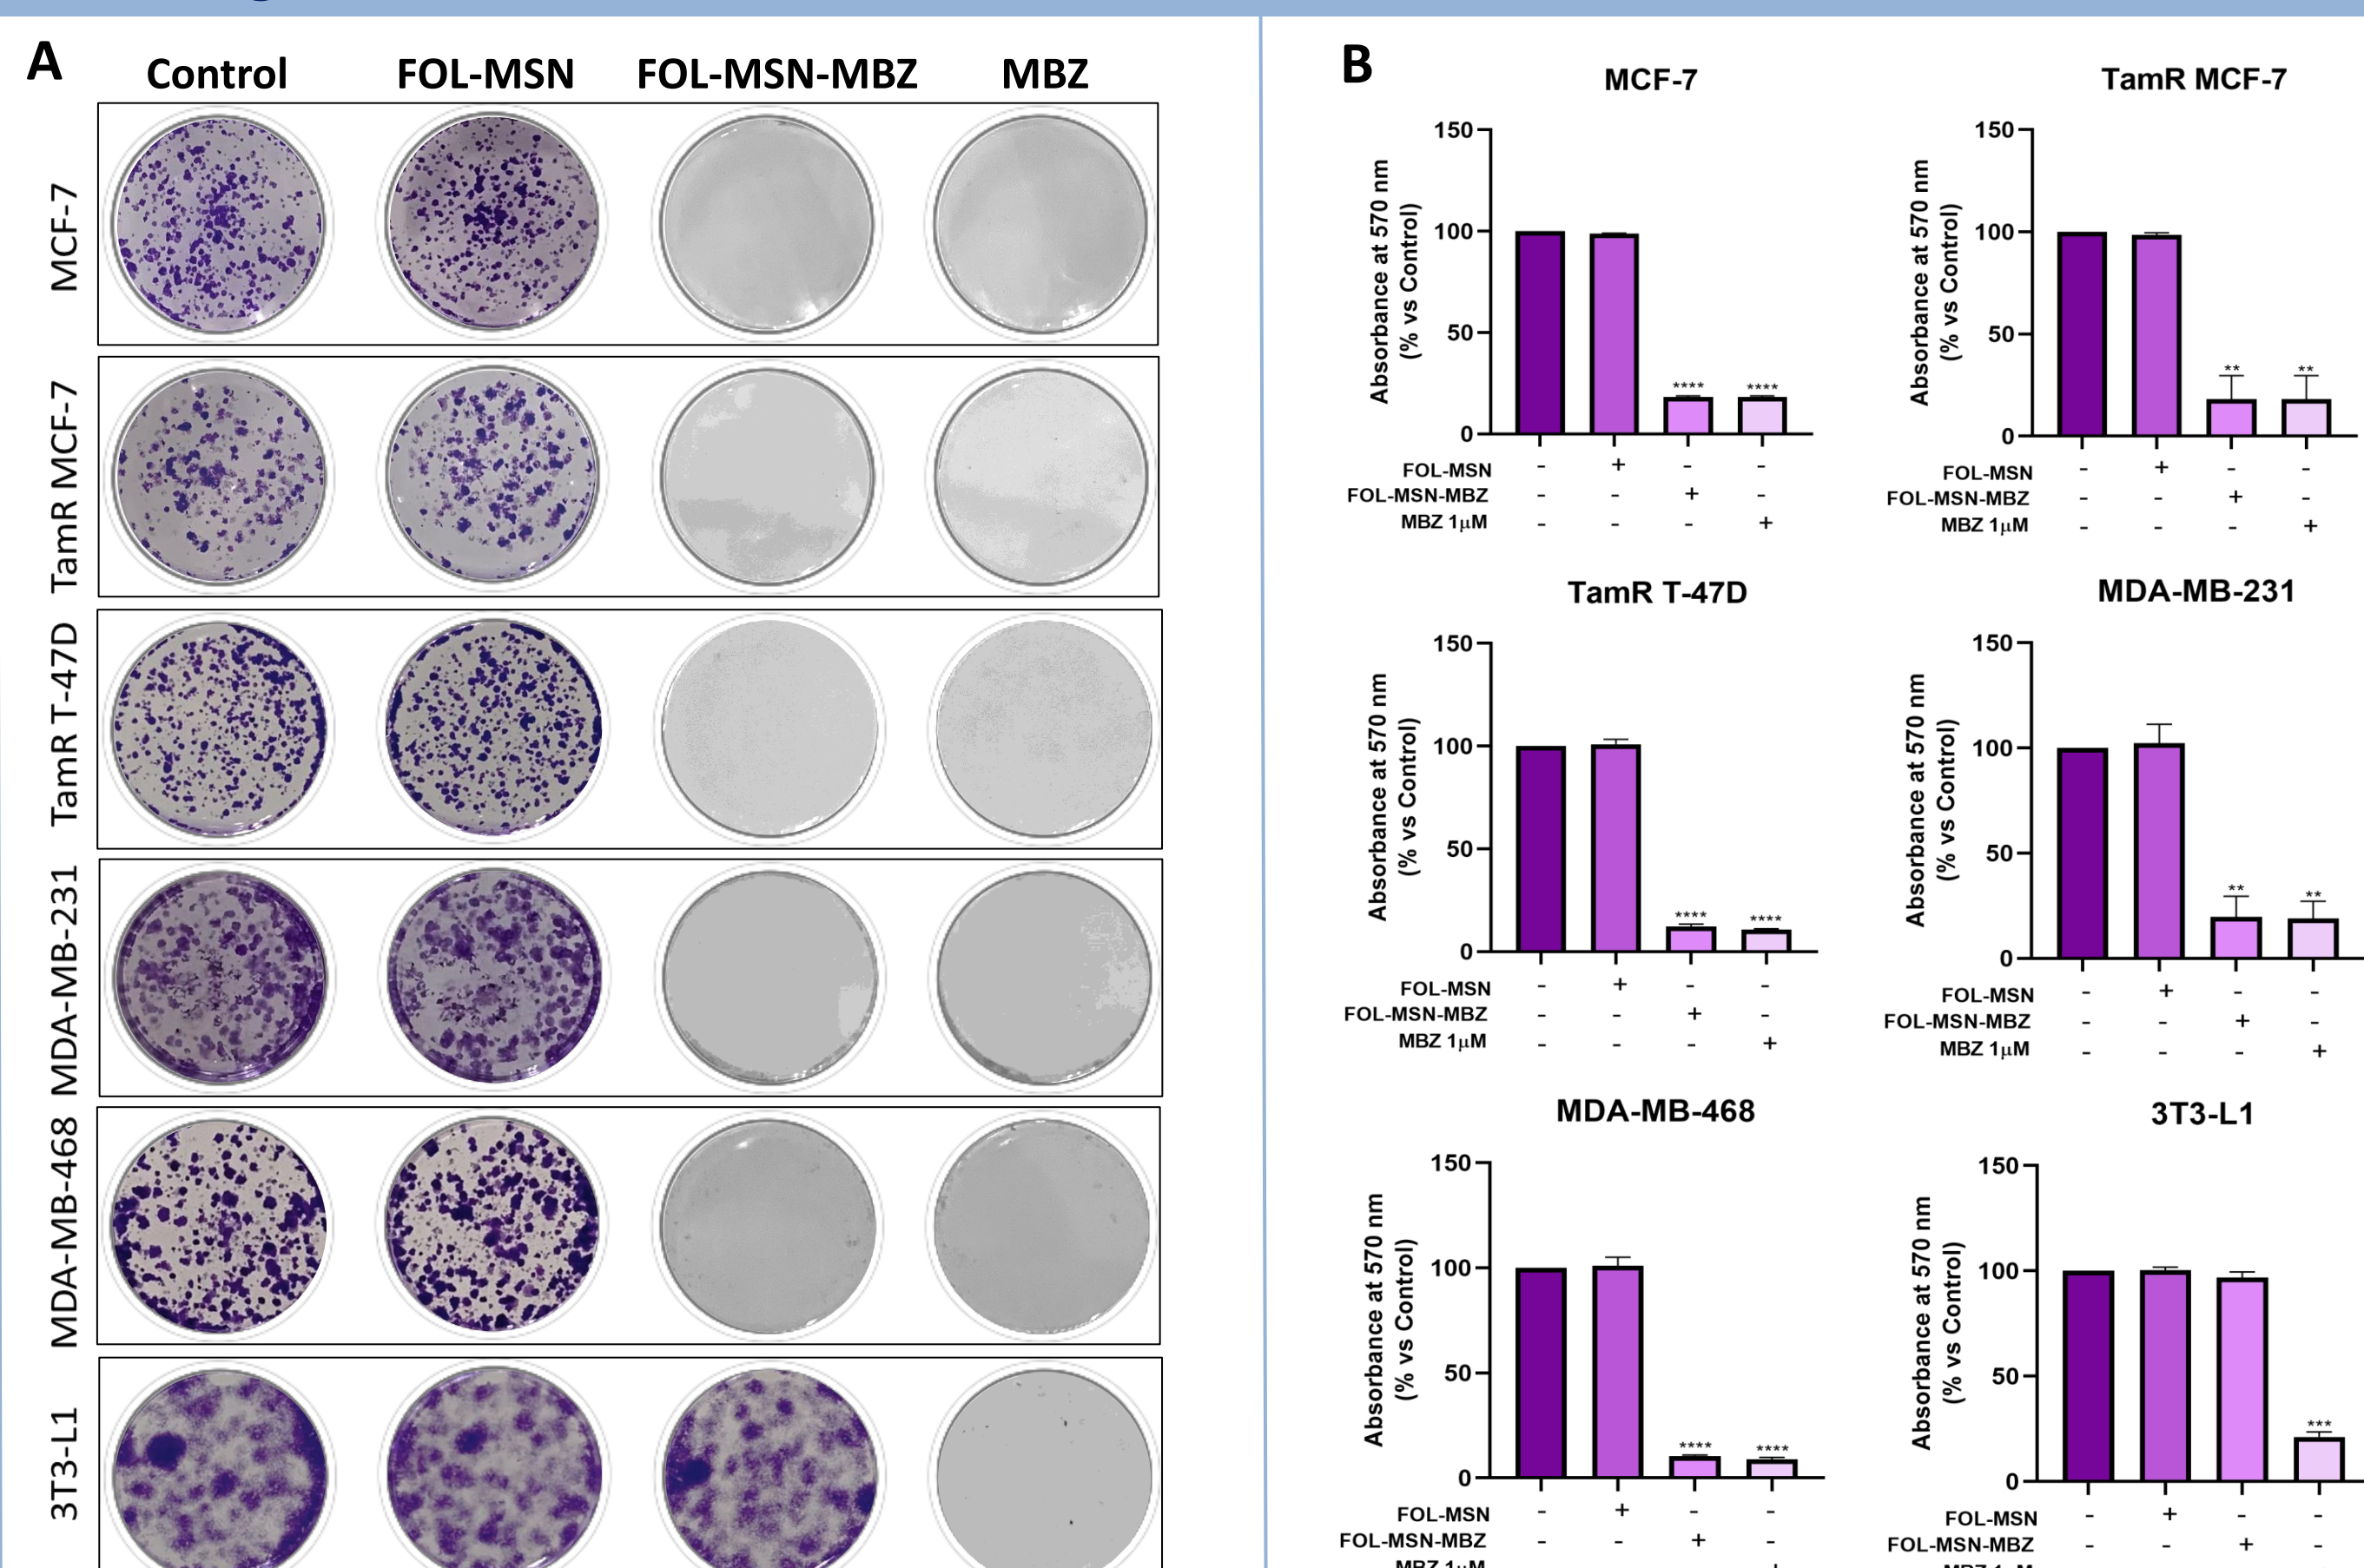 A
Control FOL-MSN FOL-MSN-MBZ MBZ
MCF-7
TamR MCF-7
TamR T-47D
MDA-MB-231
MDA-MB-468
3T3-L1
B
MCF-7
Absorbance at 570 nm
(% vs Control)
150
100
50
0
**** ****
FOL-MSN - + - -
FOL-MSN-MBZ - - + -
MBZ 1μM - - - +
TamR MCF-7
Absorbance at 570 nm
(% vs Control)
150
100
50
0
** **
FOL-MSN - + - -
FOL-MSN-MBZ - - + -
MBZ 1μM - - - +
TamR T-47D
Absorbance at 570 nm
(% vs Control)
150
100
50
0
**** ****
FOL-MSN - + - -
FOL-MSN-MBZ - - + -
MBZ 1μM - - - +
MDA-MB-231
Absorbance at 570 nm
(% vs Control)
150
100
50
0
** **
FOL-MSN - + - -
FOL-MSN-MBZ - - + -
MBZ 1μM - - - +
MDA-MB-468
Absorbance at 570 nm
(% vs Control)
150
100
50
0
**** ****
FOL-MSN - + - -
FOL-MSN-MBZ - - + -
MBZ 1μM
3T3-L1
Absorbance at 570 nm
(% vs Control)
150
100
50
0
***
FOL-MSN - + - -
FOL-MSN-MBZ - - + -